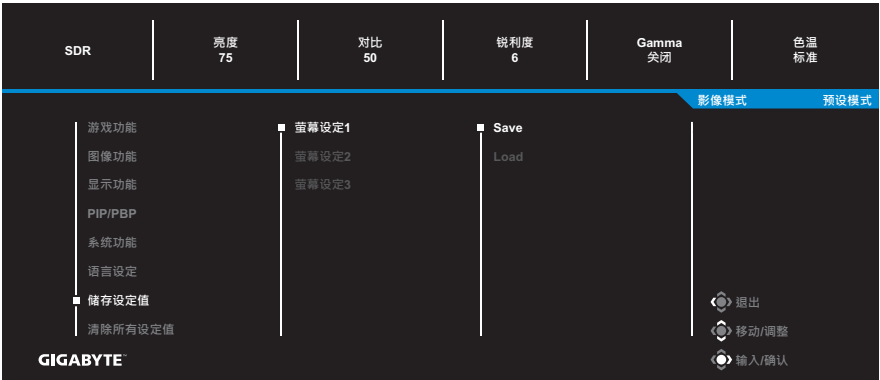 SDR
亮度
75
对比
50
锐利度
6
Gamma
关闭
色温
标准
影像模式 预设模式
游戏功能
图像功能
显示功能
PIP/PBP
系统功能
语言设定
储存设定值
清除所有设定值
萤幕设定1
萤幕设定2
萤幕设定3
Save
Load
退出
移动/调整
输入/确认
GIGABYTE™